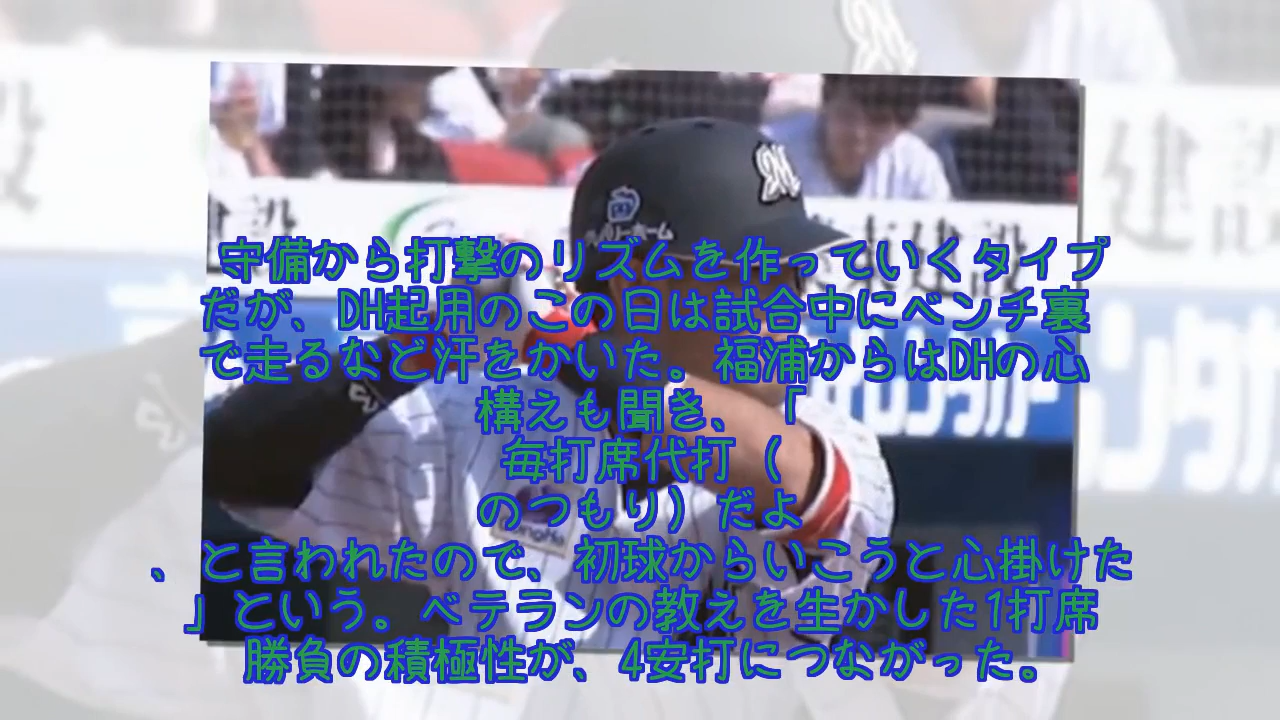 建設
守備から打撃のリズムを作っていくタイプ
だが、DH起用のこの日は試合中にベンチ裏
で走るなど汗をかいた。福浦からはDHの心
構えも聞き、「
毎打席代打（
のつもり）だよ
、と言われたので、初球からいこうと心掛けた
」という。ベテランの教えを生かした1打席
勝負の積極性が、4安打につながった。